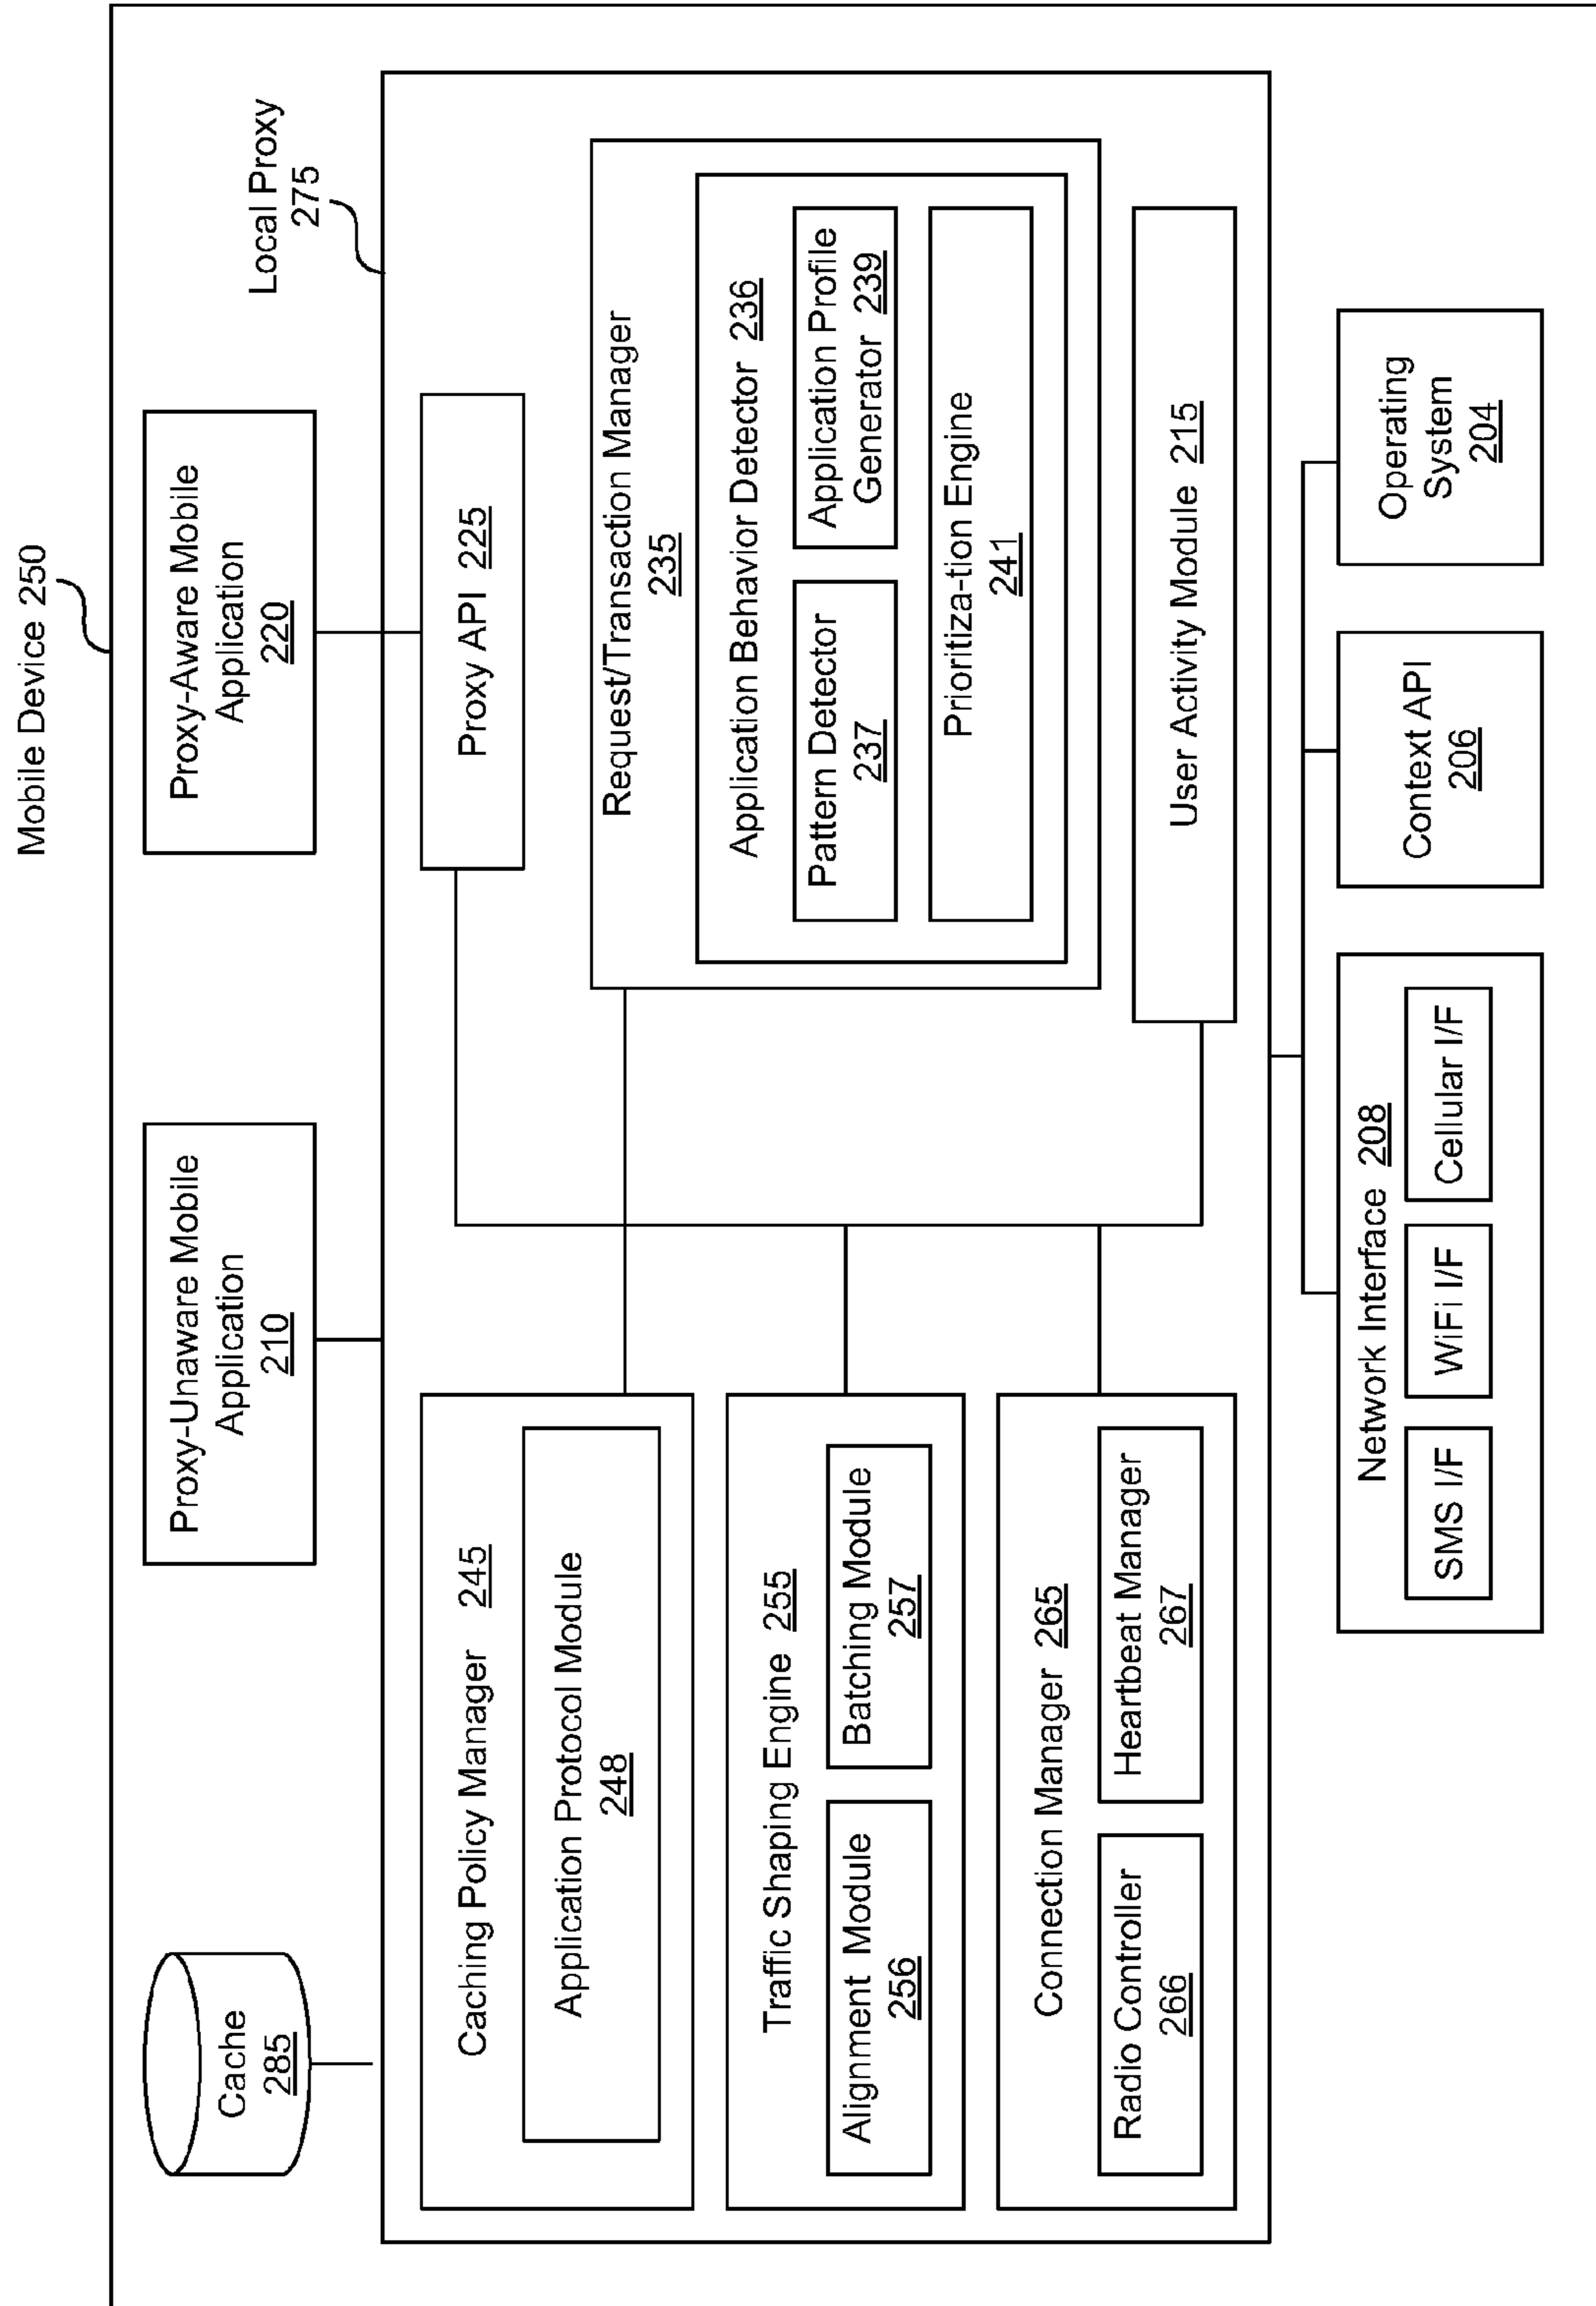 Mobile Device 250
Cache
285
Proxy-Unaware Mobile
Application
210
Proxy-Aware Mobile
Application
220
Local Proxy
275
Caching Policy Manager 245
Application Protocol Module
248
Traffic Shaping Engine 255
Alignment Module
256
Batching Module
257
Connection Manager 265
Radio Controller
266
Heartbeat Manager
267
Proxy API 225
Request/Transaction Manager
235
Application Behavior Detector 236
Pattern Detector
237
Application Profile
Generator 239
Prioritiza-tion Engine
241
User Activity Module 215
Network Interface 208
SMS I/F
WiFi I/F
Cellular I/F
Context API
206
Operating
System
204